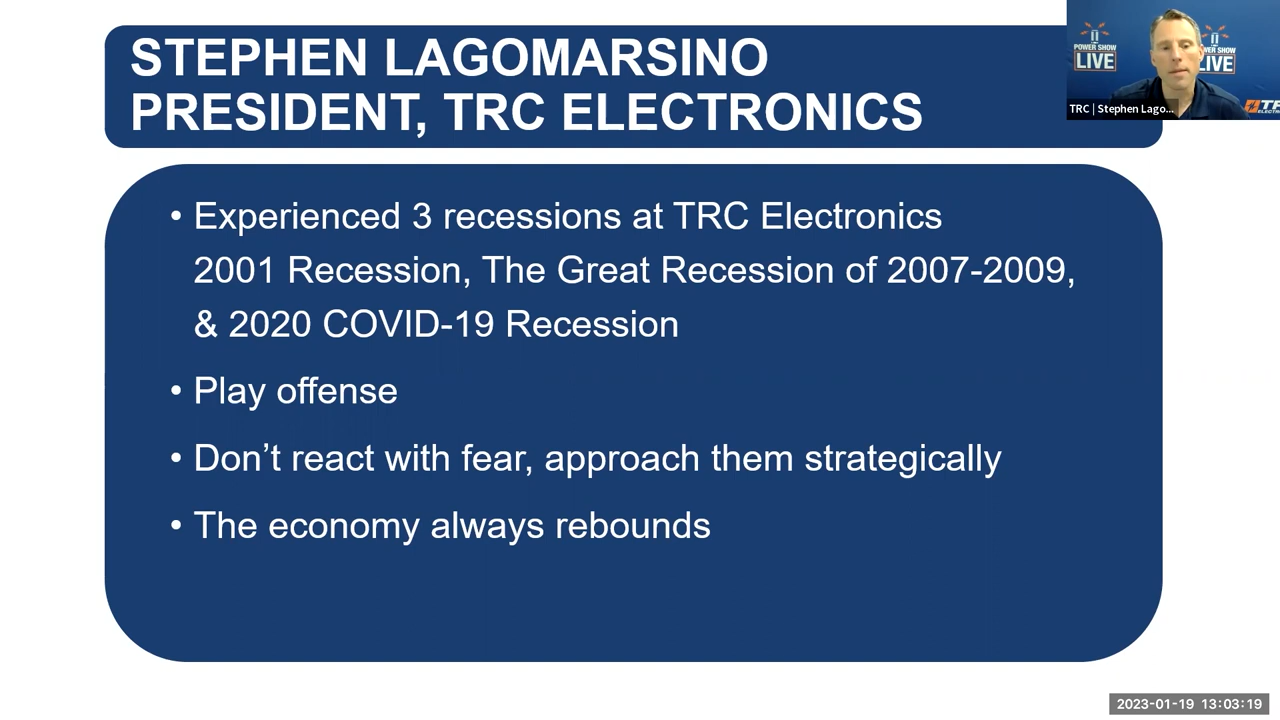 STEPHEN LAGOMARSINO
PRESIDENT, TRC ELECTRONICS
POWER SHOW
LIVE
POWER SHOW
LIVE
TRC | Stephen Lago...
• Experienced 3 recessions at TRC Electronics
2001 Recession, The Great Recession of 2007-2009,
& 2020 COVID-19 Recession
• Play offense
• Don’t react with fear, approach them strategically
• The economy always rebounds
2023-01-19 13:03:19